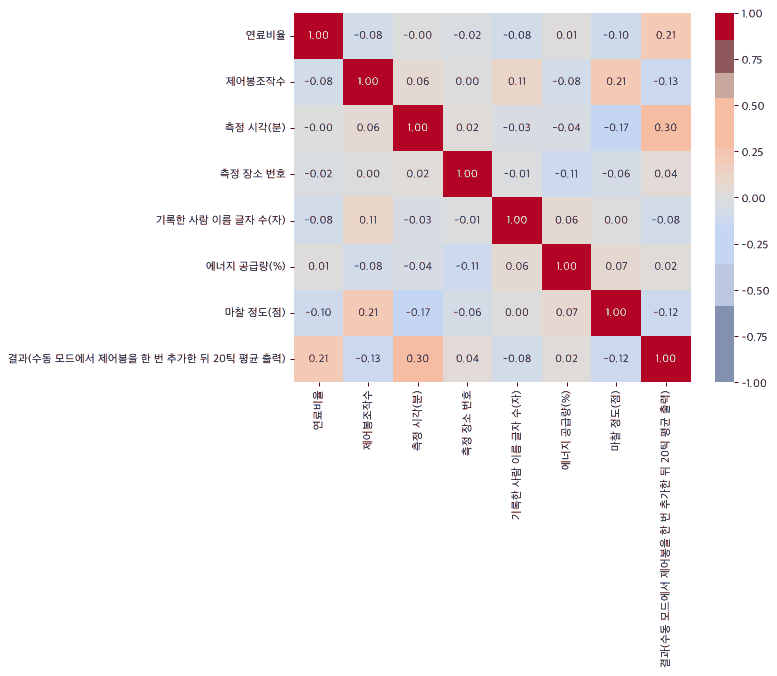 연료비율 1.00 -0.08 -0.00 -0.02 -0.08 0.01 -0.10 0.21
제어봉조작수 -0.08 1.00 0.06 0.00 0.11 -0.08 0.21 -0.13
측정 시각(분) -0.00 0.06 1.00 0.02 -0.03 -0.04 -0.17 0.30
측정 장소 번호 -0.02 0.00 0.02 1.00 -0.01 -0.11 -0.06 0.04
기록한 사람 이름 글자 수(자) -0.08 0.11 -0.03 -0.01 1.00 0.06 0.00 -0.08
에너지 공급량(%) 0.01 -0.08 -0.04 -0.11 0.06 1.00 0.07 0.02
마찰 정도(점) -0.10 0.21 -0.17 -0.06 0.00 0.07 1.00 -0.12
결과(수동 모드에서 제어봉을 한 번 추가한 뒤 20틱 평균 출력) 0.21 -0.13 0.30 0.04 -0.08 0.02 -0.12 1.00
연료비율
제어봉조작수
측정 시각(분)
측정 장소 번호
기록한 사람 이름 글자 수(자)
에너지 공급량(%)
마찰 정도(점)
결과(수동 모드에서 제어봉을 한 번 추가한 뒤 20틱 평균 출력)
1.00
0.75
0.50
0.25
0.00
-0.25
-0.50
-0.75
-1.00